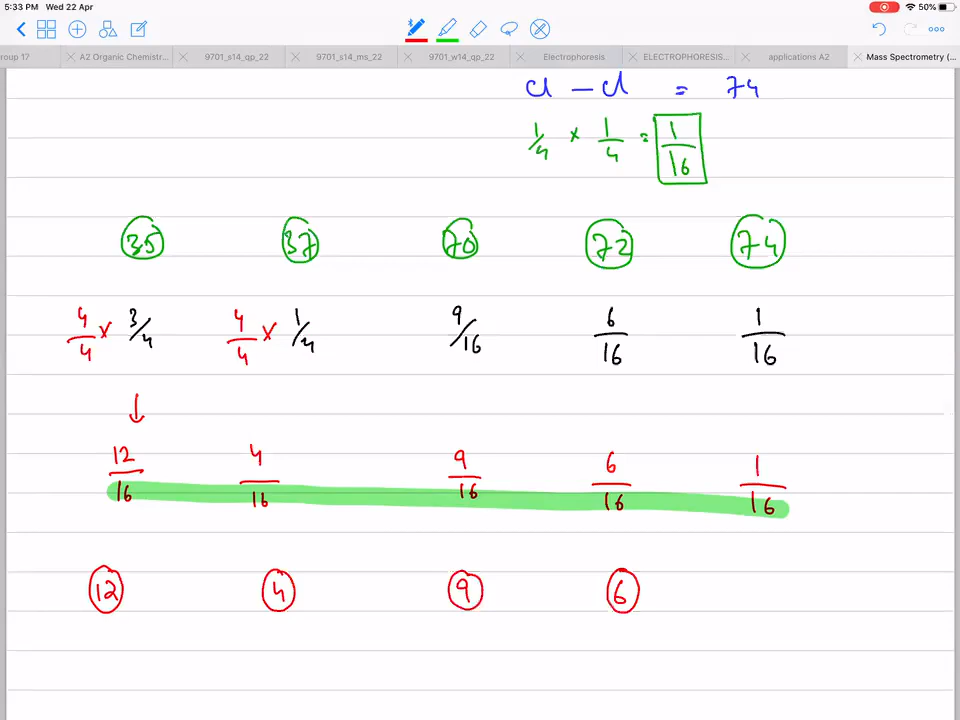 5:33 PM Wed 22 Apr 50%
roup 17 A2 Organic Chemistr... 9701_s14_qp_22 9701_s14_ms_22 9701_w14_qp_22 Electrophoresis ELECTROPHORESIS... applications A2 Mass Spectrometry (...
Cl — Cl = 74
1/4 × 1/4 = 1/16
35 37 70 72 74
4/4 × 3/4 4/4 × 1/4 9/16 6/16 1/16
↓
12/16 4/16 9/16 6/16 1/16
12 4 9 6